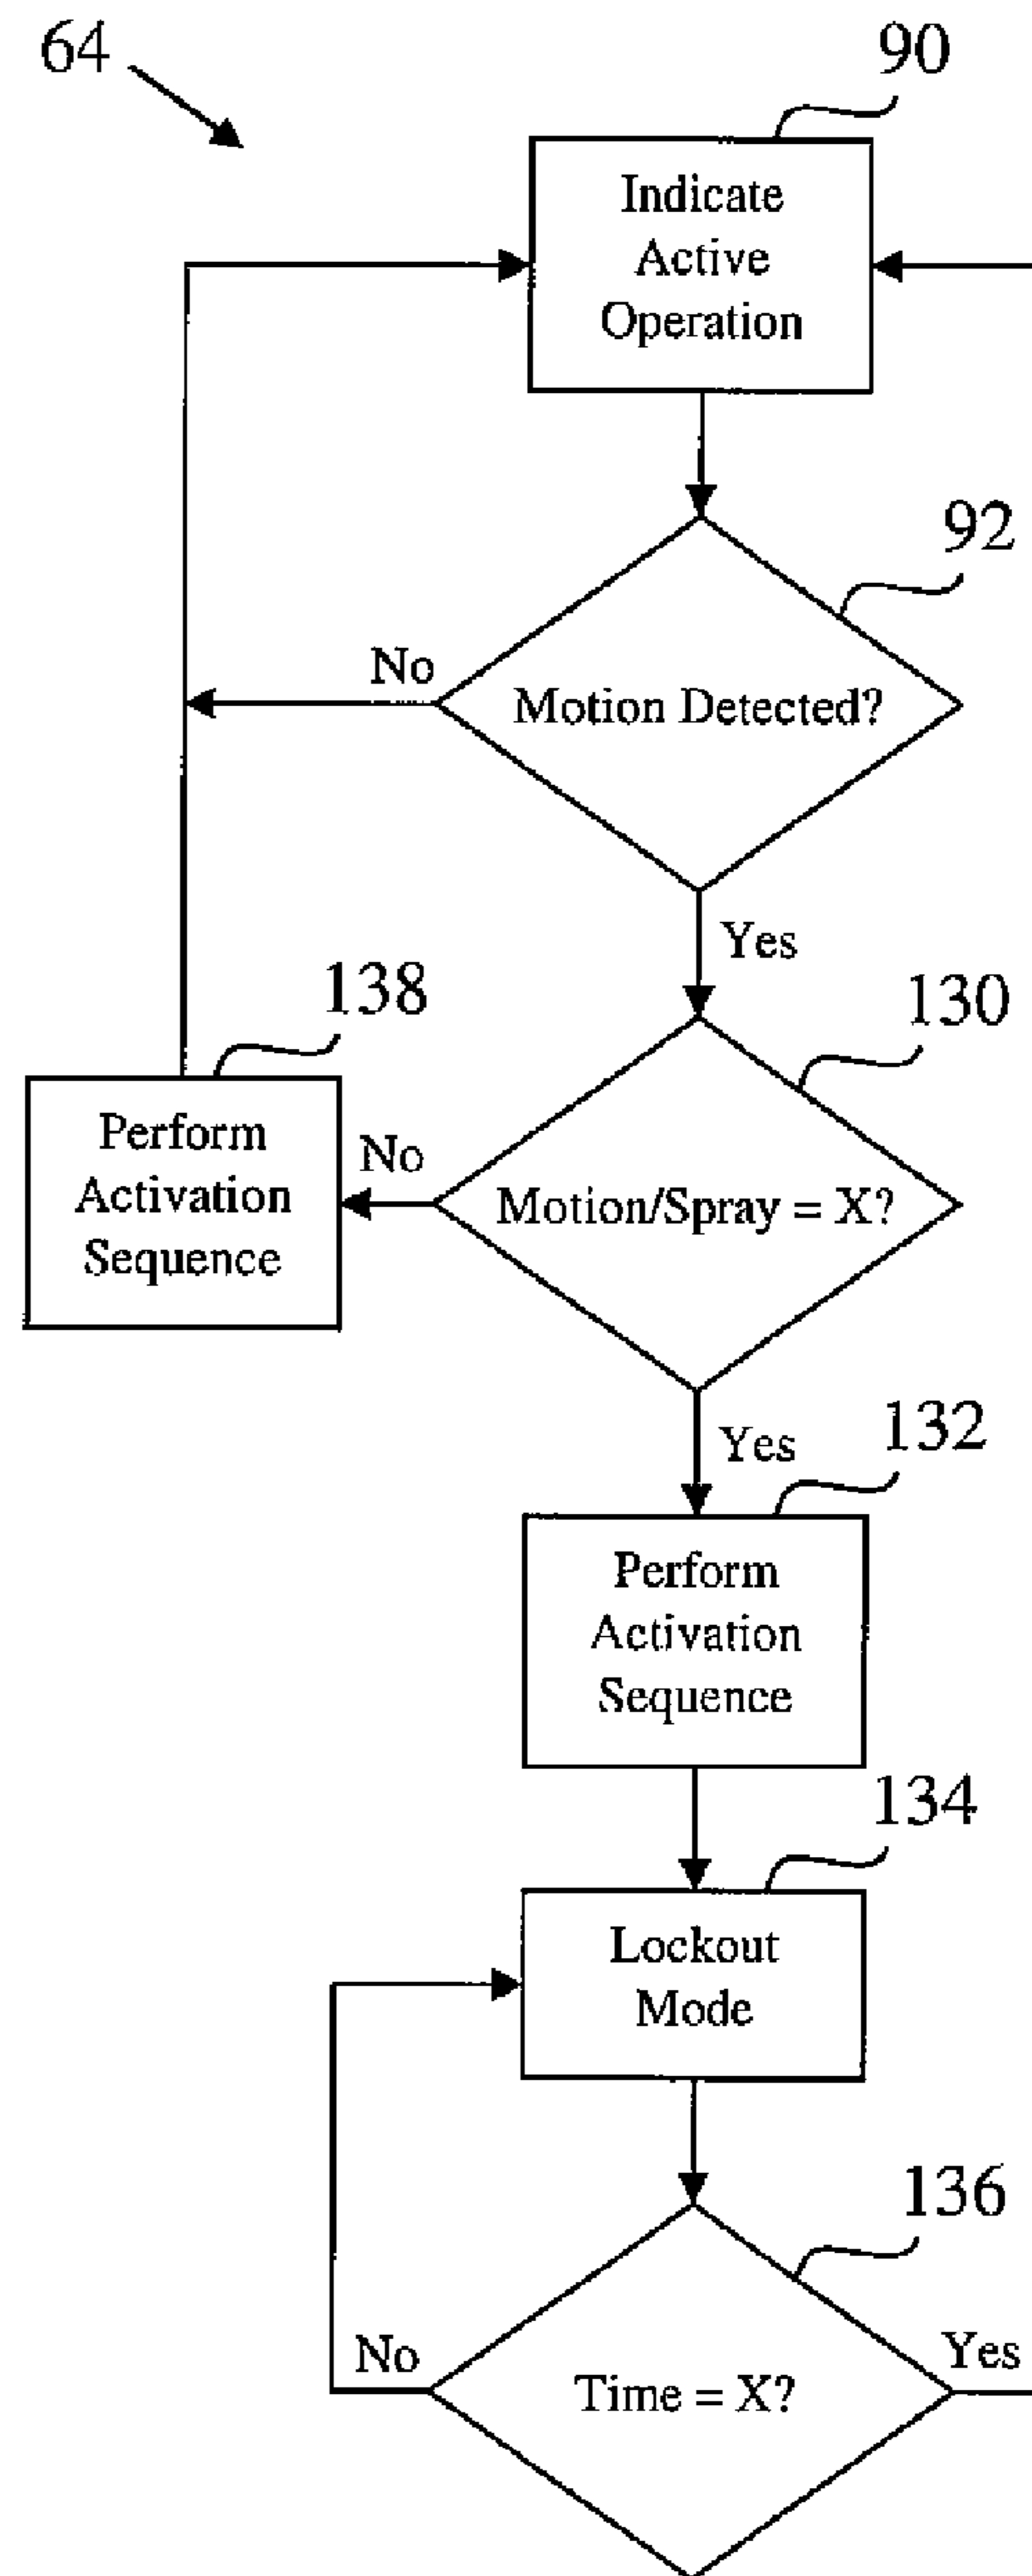 64
90
Indicate
Active
Operation
92
No
Motion Detected?
Yes
138
130
Perform
Activation
Sequence
No
Motion/Spray = X?
Yes
132
Perform
Activation
Sequence
134
Lockout
Mode
136
No
Time = X?
Yes